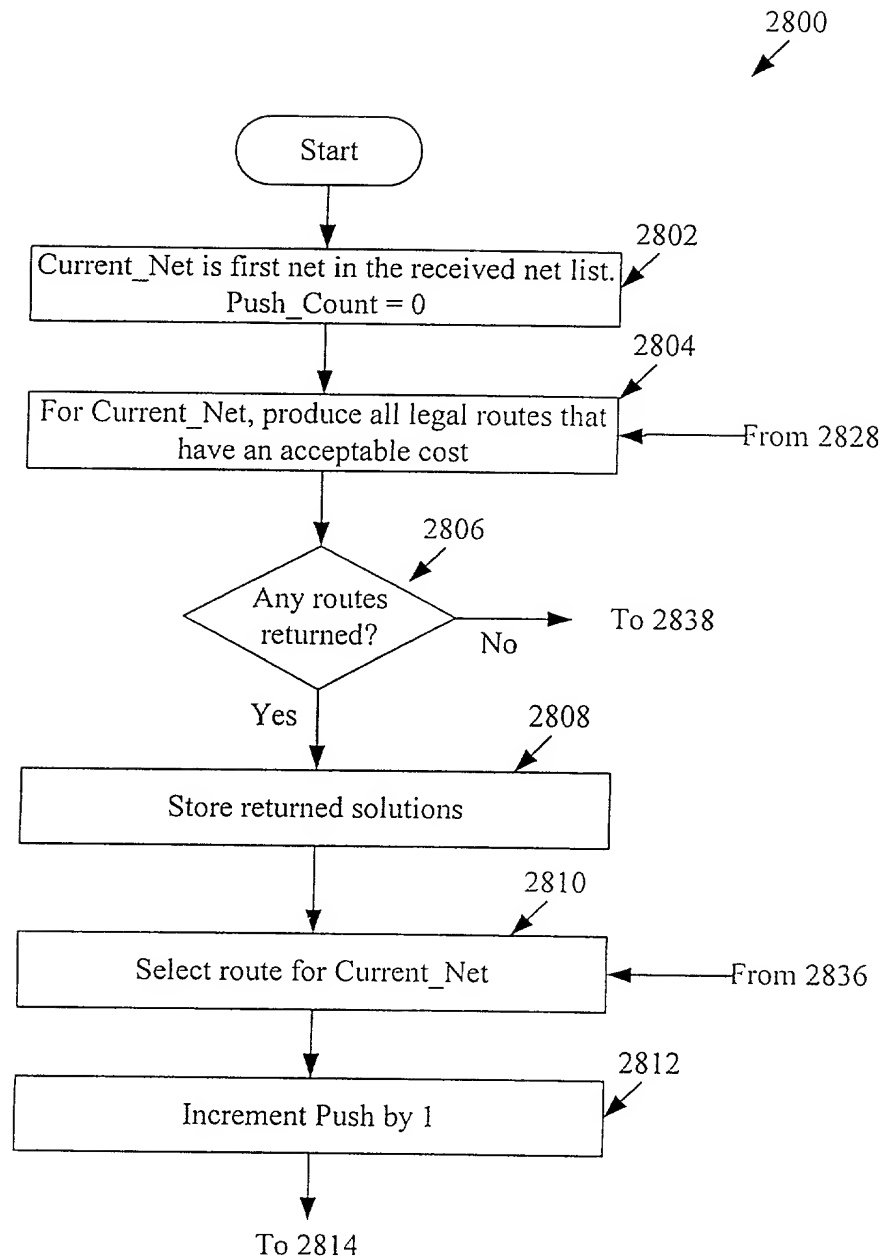 2800
Start
2802
Current_Net is first net in the received net list.
Push_Count = 0
2804
For Current_Net, produce all legal routes that
have an acceptable cost
From 2828
2806
Any routes
returned?
No
To 2838
Yes
2808
Store returned solutions
2810
Select route for Current_Net
From 2836
2812
Increment Push by 1
To 2814